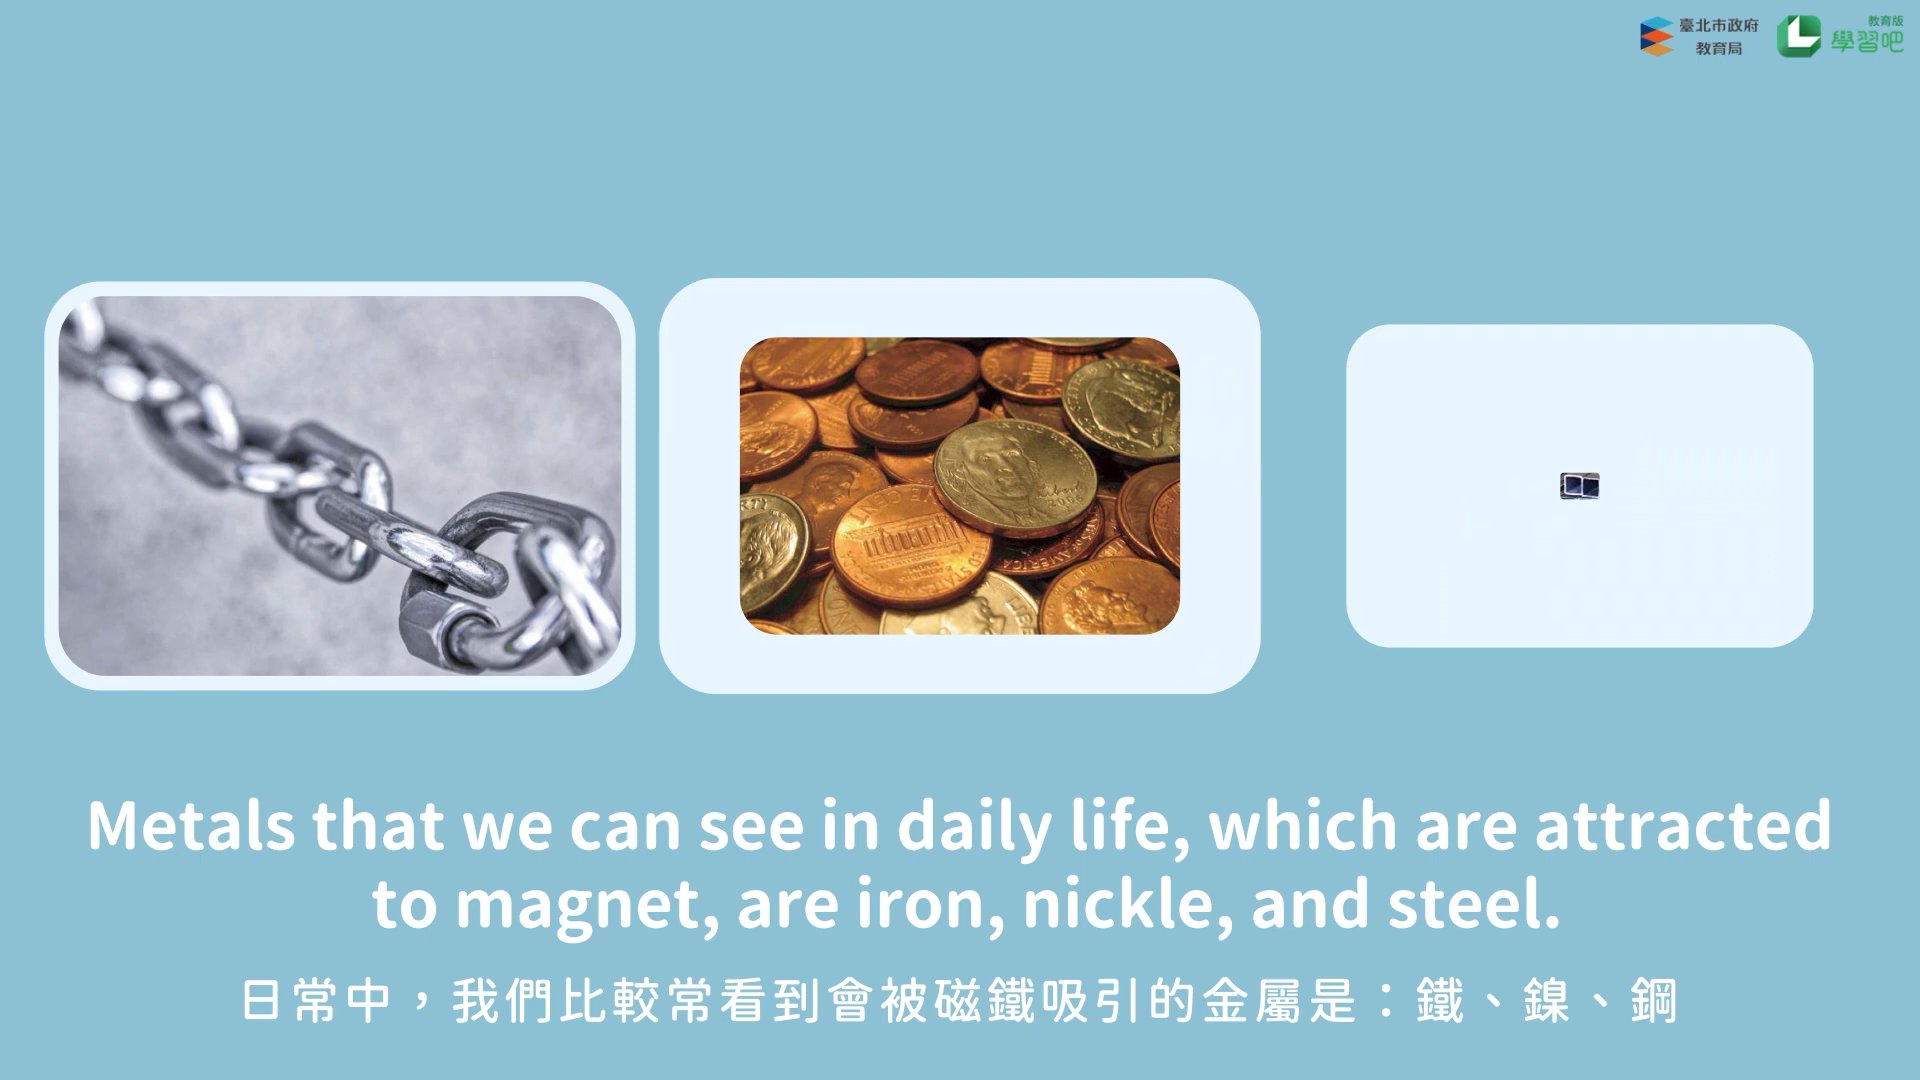 臺北市政府
教育局
教育版
學習吧
Metals that we can see in daily life, which are attracted
to magnet, are iron, nickle, and steel.
日常中，我們比較常看到會被磁鐵吸引的金屬是：鐵、鎳、鋼